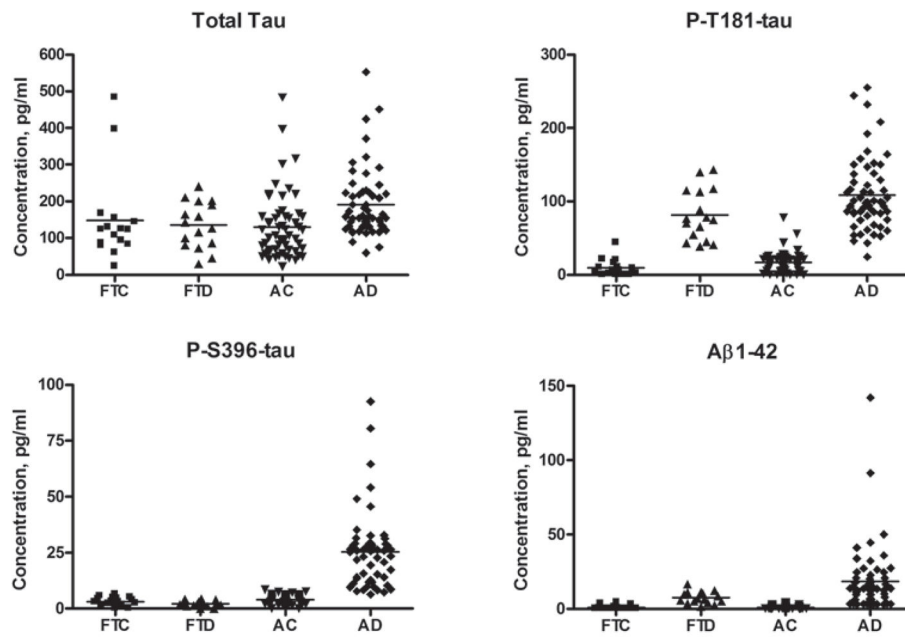 Total Tau
Concentration, pg/ml
600
500
400
300
200
100
0
FTC FTD AC AD
P-T181-tau
Concentration, pg/ml
300
200
100
0
FTC FTD AC AD
P-S396-tau
Concentration, pg/ml
100
75
50
25
0
FTC FTD AC AD
Aβ1-42
Concentration, pg/ml
150
100
50
0
FTC FTD AC AD